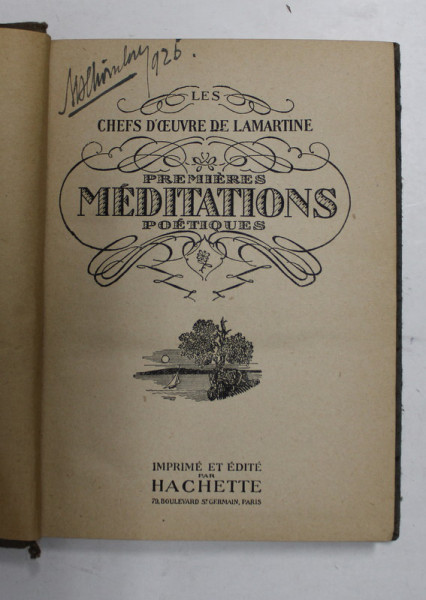 1926.
LES
CHEFS D'ŒUVRE DE LAMARTINE
PREMIÈRES
MÉDITATIONS
POÉTIQUES
IMPRIMÉ ET ÉDITÉ
PAR
HACHETTE
79, BOULEVARD ST GERMAIN, PARIS